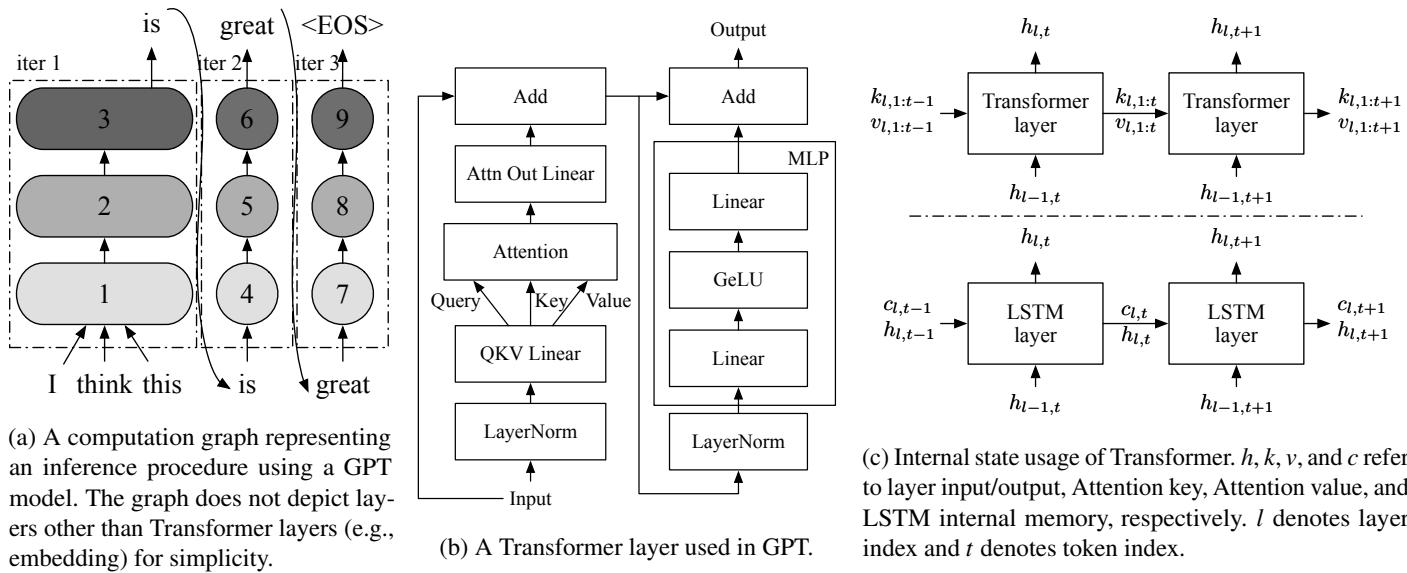 is
great
<EOS>
iter 1
iter 2
iter 3
3
6
9
2
5
8
1
4
7
I think this
is
great
(a) A computation graph representing
an inference procedure using a GPT
model. The graph does not depict lay-
ers other than Transformer layers (e.g.,
embedding) for simplicity.
Output
Add
Add
MLP
Attn Out Linear
Linear
Attention
GeLU
Query
Key
Value
QKV Linear
Linear
LayerNorm
LayerNorm
Input
(b) A Transformer layer used in GPT.
h_{l,t}
h_{l,t+1}
k_{l,1:t-1}
v_{l,1:t-1}
Transformer
layer
k_{l,1:t}
v_{l,1:t}
Transformer
layer
k_{l,1:t+1}
v_{l,1:t+1}
h_{l-1,t}
h_{l-1,t+1}
h_{l,t}
h_{l,t+1}
c_{l,t-1}
h_{l,t-1}
LSTM
layer
c_{l,t}
h_{l,t}
LSTM
layer
c_{l,t+1}
h_{l,t+1}
h_{l-1,t}
h_{l-1,t+1}
(c) Internal state usage of Transformer. h, k, v, and c refer
to layer input/output, Attention key, Attention value, and
LSTM internal memory, respectively. l denotes layer
index and t denotes token index.